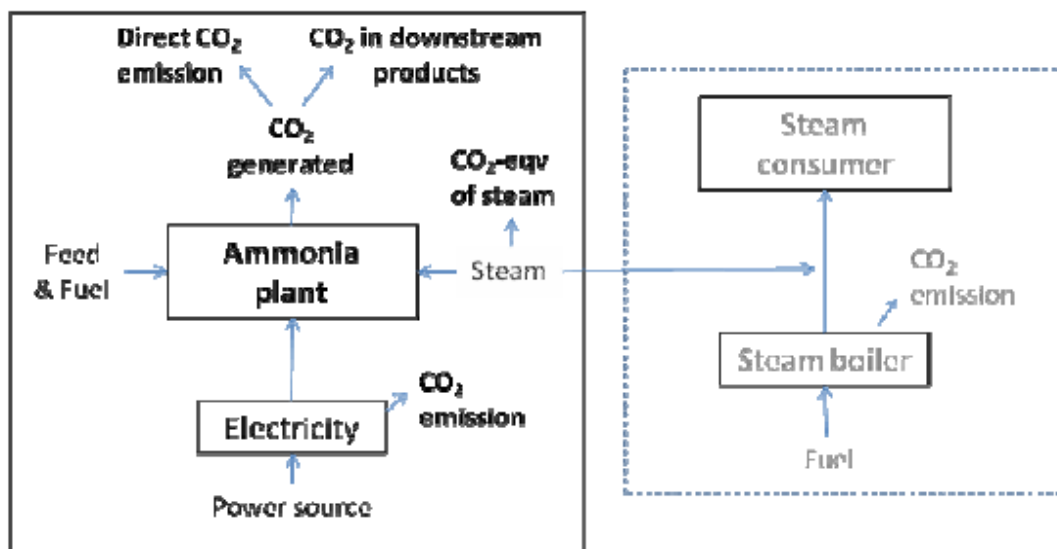 Direct CO₂
emission
CO₂ in downstream
products
CO₂
generated
CO₂-eqv
of steam
Feed
& Fuel
Ammonia
plant
Steam
Electricity
CO₂
emission
Power source
Steam
consumer
CO₂
emission
Steam boiler
Fuel